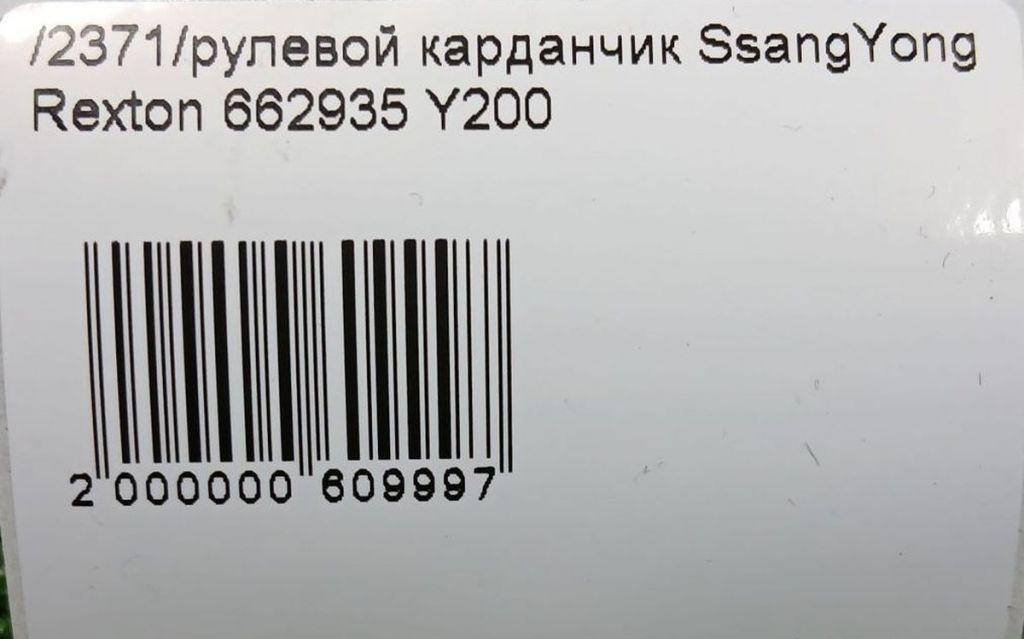 /2371/рулевой карданчик SsangYong
Rexton 662935 Y200
2 000000 609997